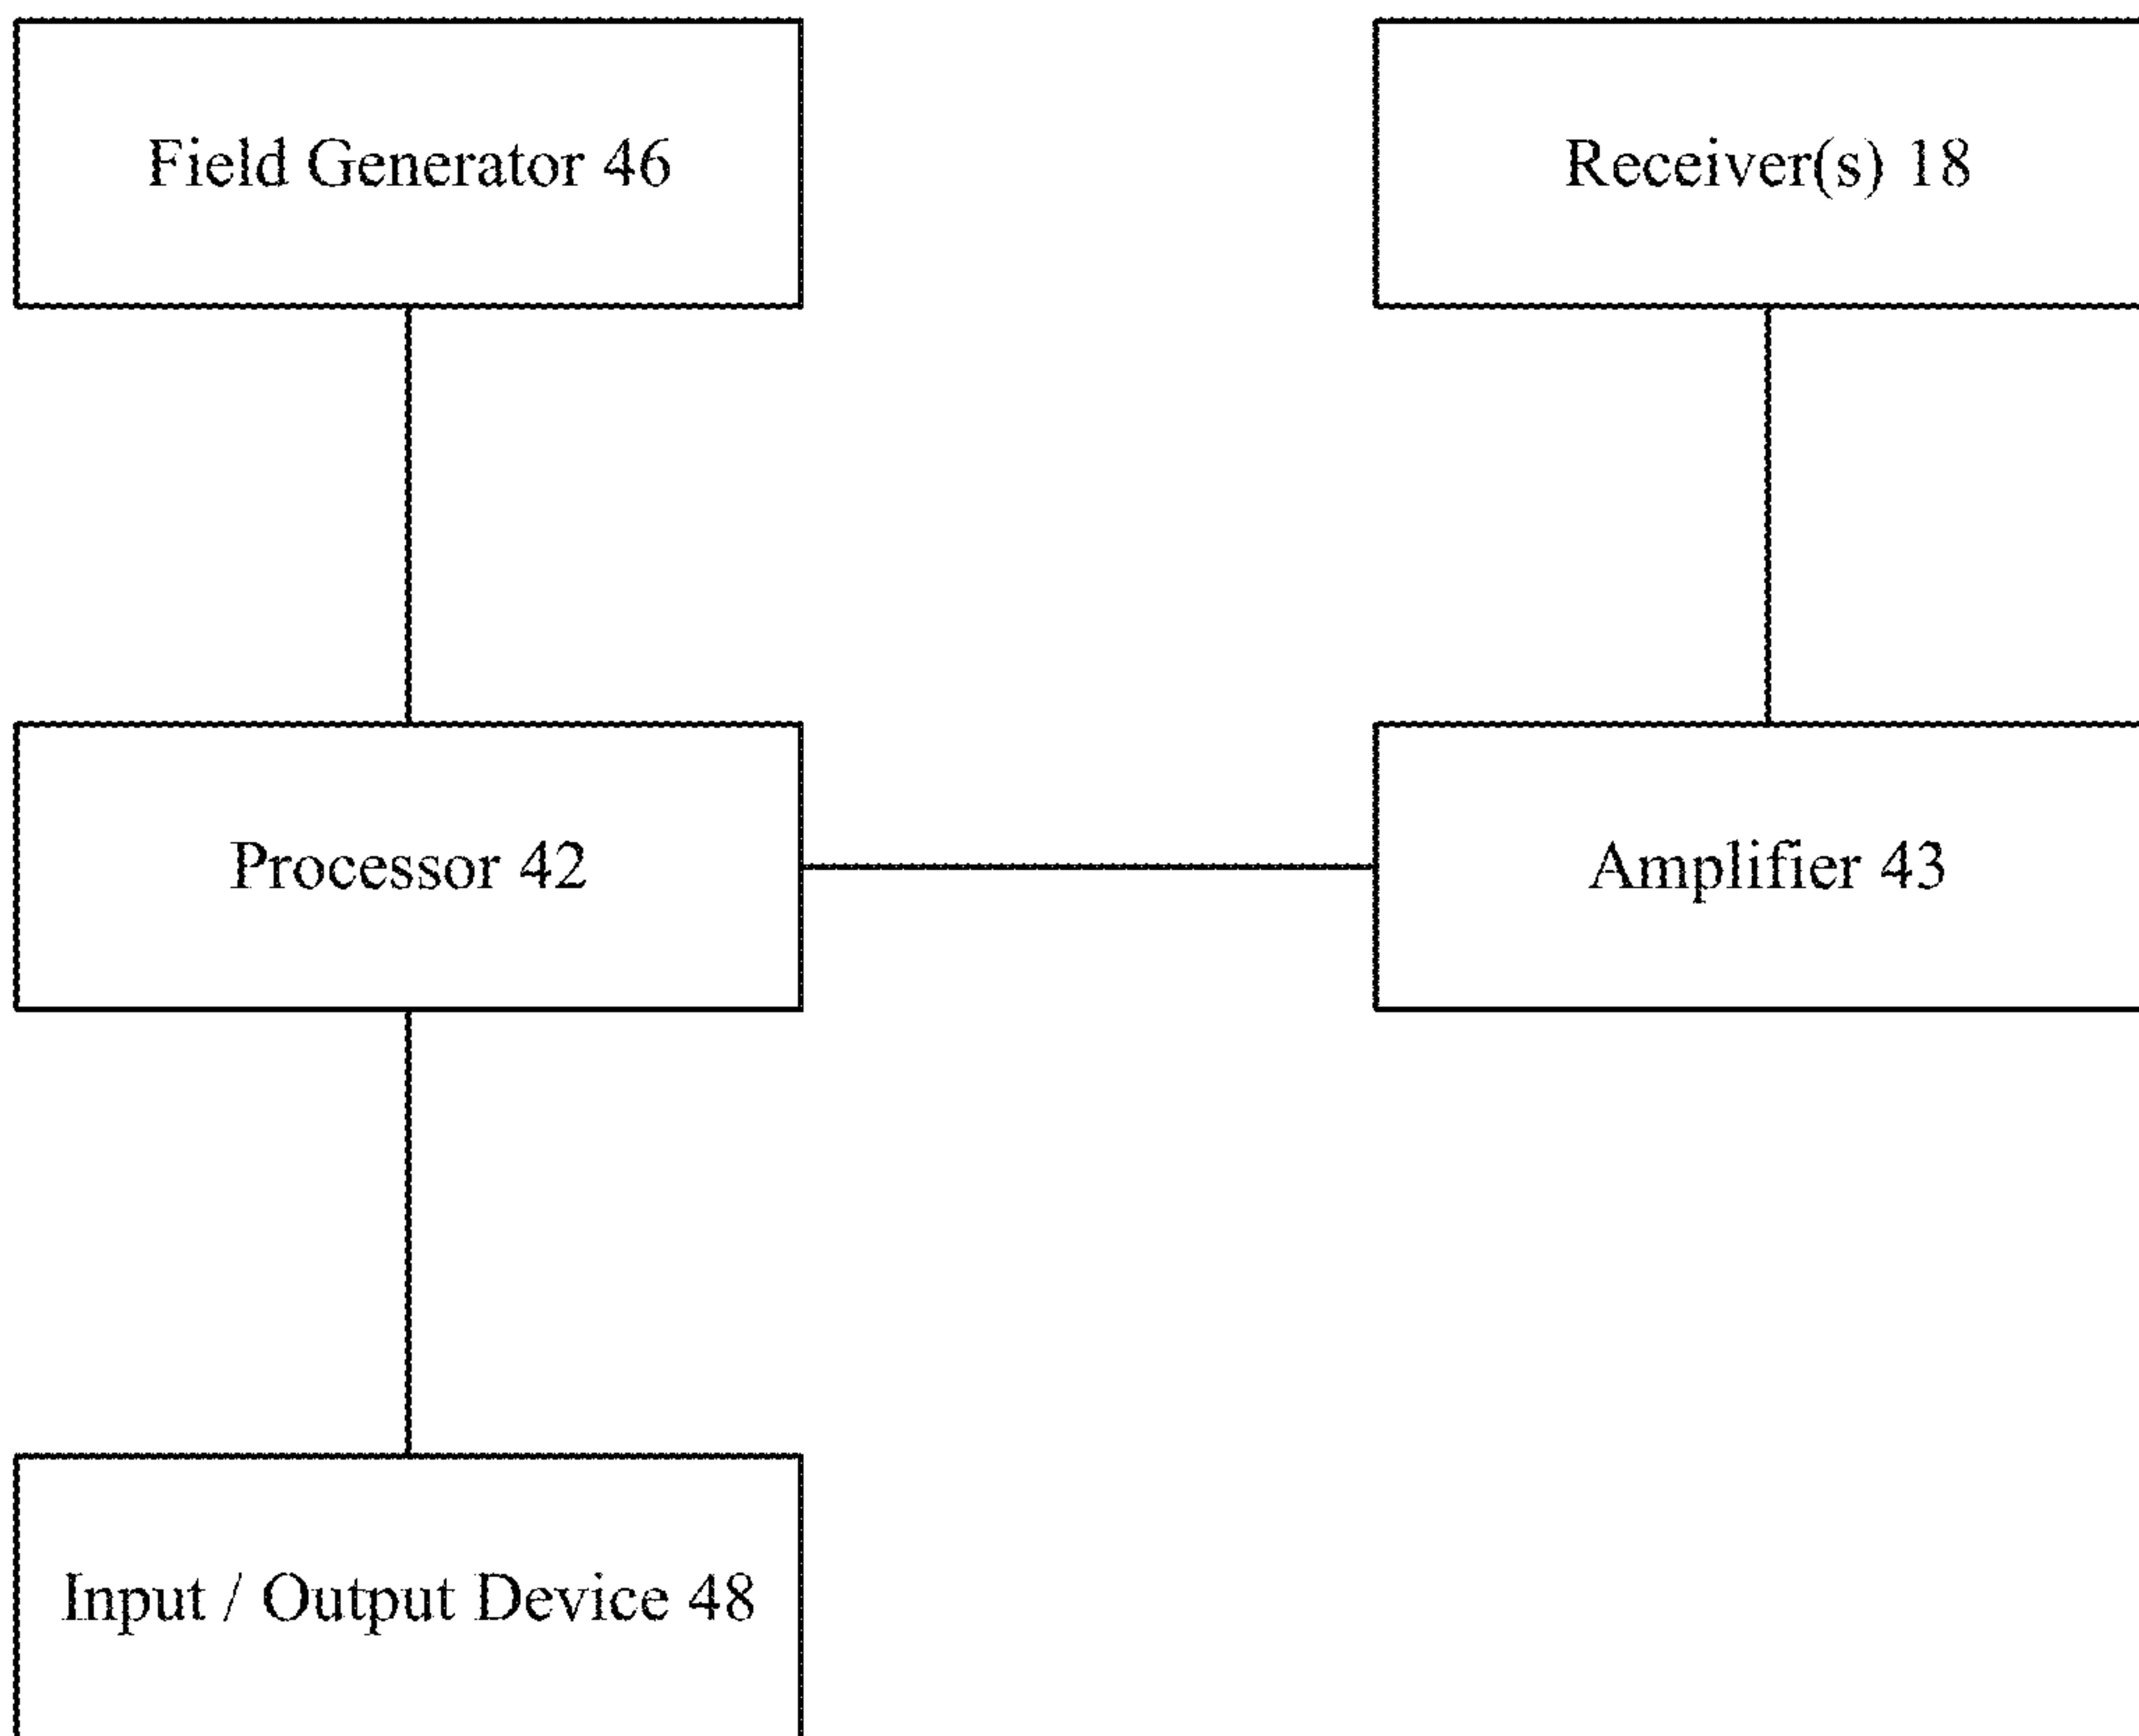 Field Generator 46
Receiver(s) 18
Processor 42
Amplifier 43
Input / Output Device 48